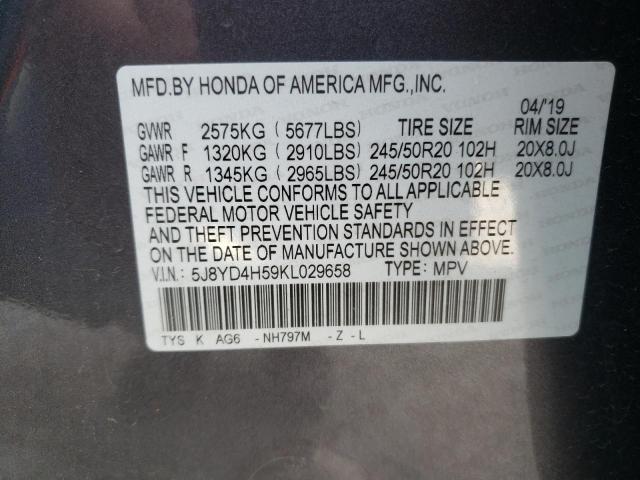 MFD.BY HONDA OF AMERICA MFG.,INC.
04/'19
GVWR 2575KG ( 5677LBS) TIRE SIZE RIM SIZE
GAWR F 1320KG ( 2910LBS) 245/50R20 102H 20X8.0J
GAWR R 1345KG ( 2965LBS) 245/50R20 102H 20X8.0J
THIS VEHICLE CONFORMS TO ALL APPLICABLE
FEDERAL MOTOR VEHICLE SAFETY
AND THEFT PREVENTION STANDARDS IN EFFECT
ON THE DATE OF MANUFACTURE SHOWN ABOVE.
V.I.N.: 5J8YD4H59KL029658 TYPE: MPV
TYS K AG6 -NH797M -Z-L